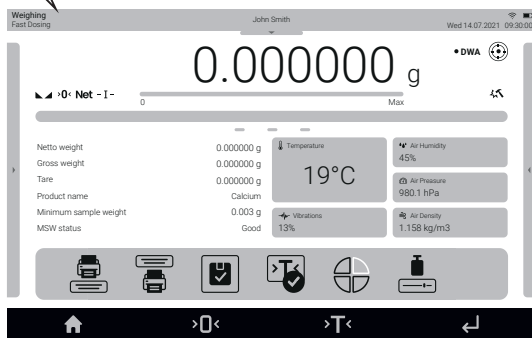 Weighing
Fast Dosing
John Smith
Wed 14.07.2021 09:30:00
0.000000 g
DWA
>0< Net
0
Max
Netto weight 0.000000 g
Gross weight 0.000000 g
Tare 0.000000 g
Product name Calcium
Minimum sample weight 0.003 g
MSW status Good
Temperature
19°C
Vibrations
13%
Air Humidity
45%
Air Preasure
980.1 hPa
Air Density
1.158 kg/m3
>T<
>0< >T<